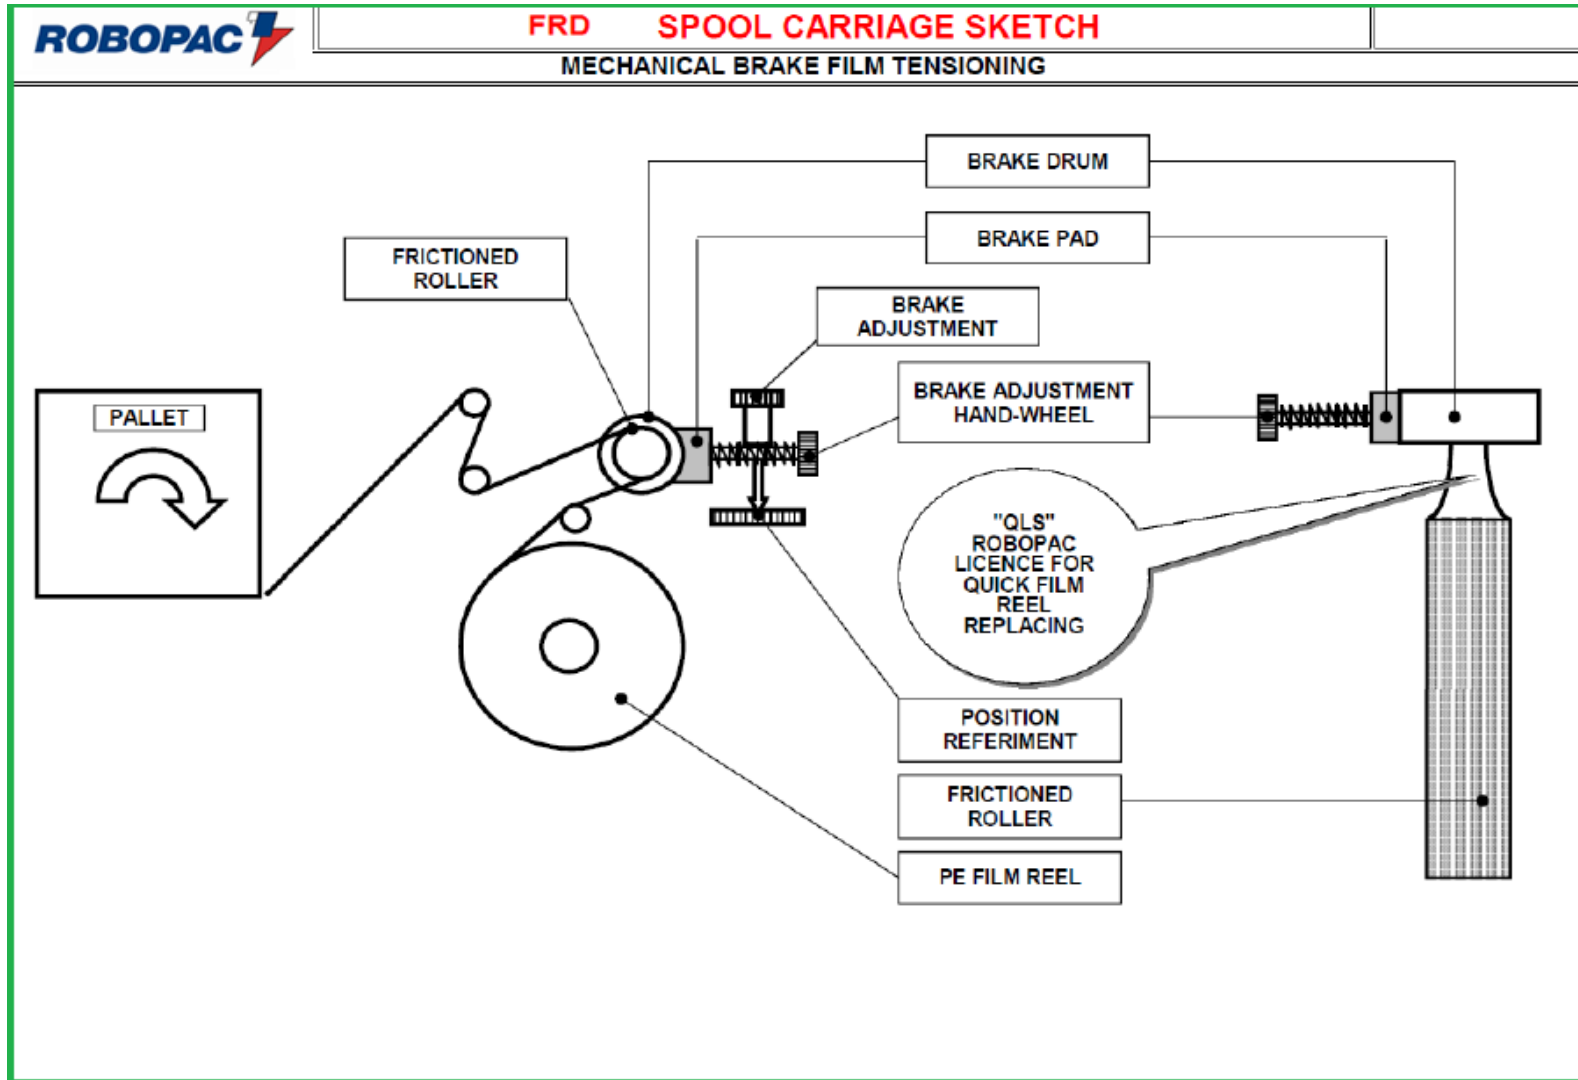 ROBOPAC
FRD SPOOL CARRIAGE SKETCH
MECHANICAL BRAKE FILM TENSIONING
BRAKE DRUM
BRAKE PAD
FRICTIONED
ROLLER
BRAKE
ADJUSTMENT
BRAKE ADJUSTMENT
HAND-WHEEL
PALLET
"QLS"
ROBOPAC
LICENCE FOR
QUICK FILM
REEL
REPLACING
POSITION
REFERIMENT
FRICTIONED
ROLLER
PE FILM REEL